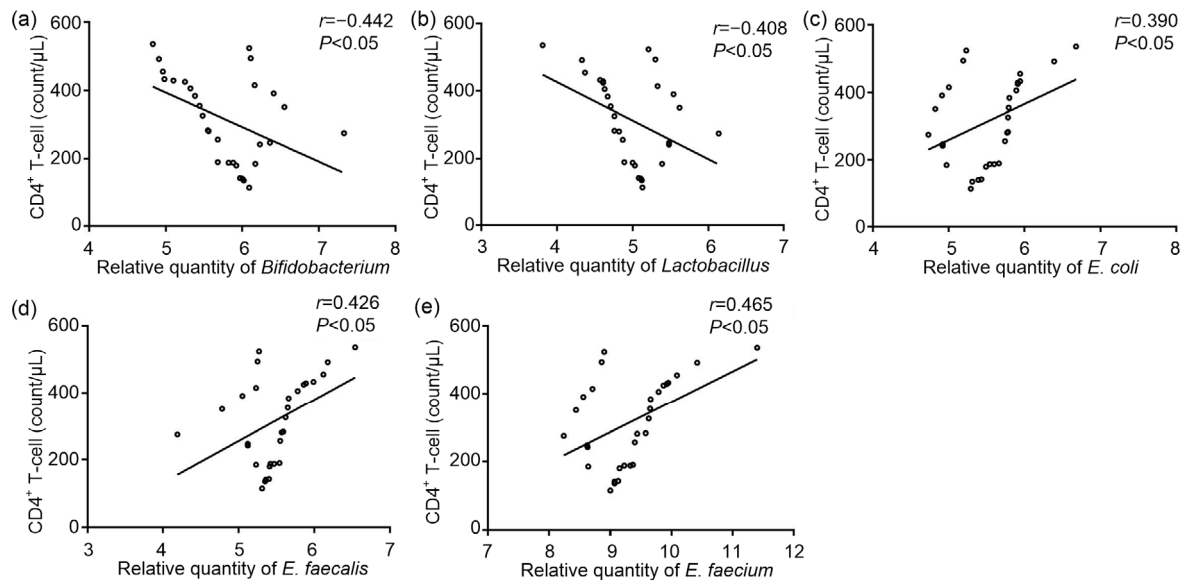 (a)
r=−0.442
P<0.05
CD4+ T-cell (count/μL)
600
400
200
0
4 5 6 7 8
Relative quantity of Bifidobacterium
(b)
r=−0.408
P<0.05
CD4+ T-cell (count/μL)
600
400
200
0
3 4 5 6 7
Relative quantity of Lactobacillus
(c)
r=0.390
P<0.05
CD4+ T-cell (count/μL)
600
400
200
0
4 5 6 7 8
Relative quantity of E. coli
(d)
r=0.426
P<0.05
CD4+ T-cell (count/μL)
600
400
200
0
3 4 5 6 7
Relative quantity of E. faecalis
(e)
r=0.465
P<0.05
CD4+ T-cell (count/μL)
600
400
200
0
7 8 9 10 11 12
Relative quantity of E. faecium